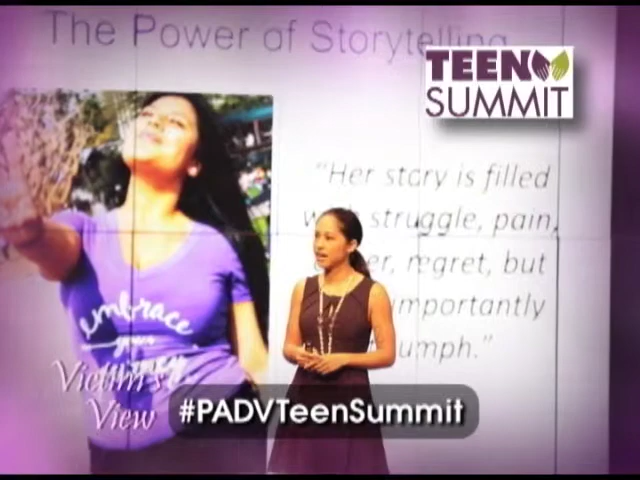 The Power of Storytelling
TEEN
SUMMIT
"Her story is filled
struggle, pain,
regret, but
importantly
embrace
your
Victim's
View
#PADVTeenSummit